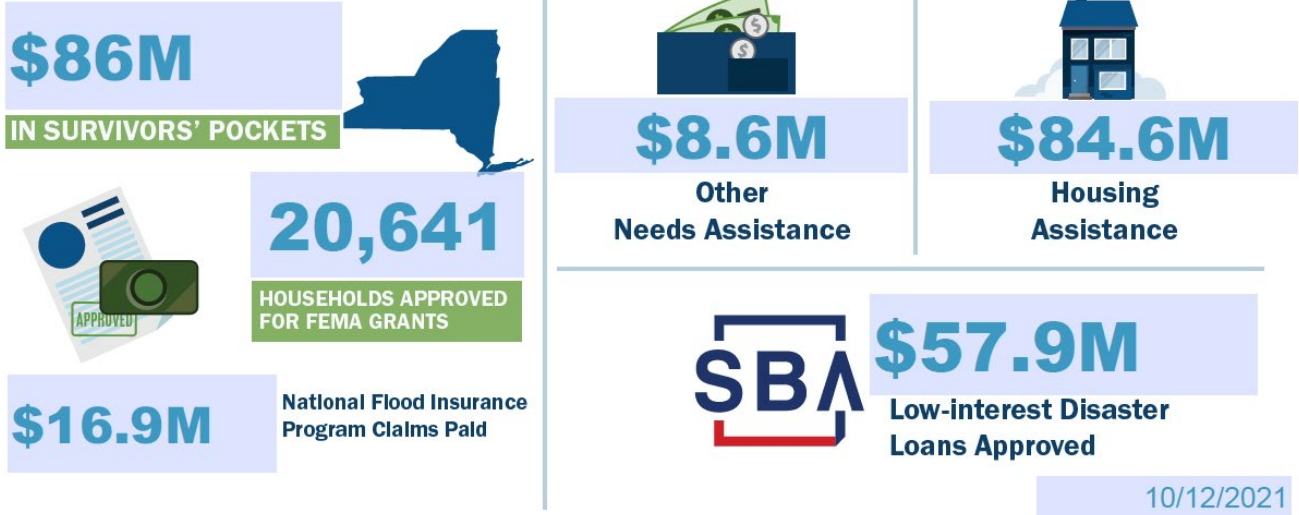 $86M
IN SURVIVORS' POCKETS
APPROVED
20,641
HOUSEHOLDS APPROVED
FOR FEMA GRANTS
$16.9M
National Flood Insurance
Program Claims Paid
$
$
$8.6M
Other
Needs Assistance
$84.6M
Housing
Assistance
SBA
$57.9M
Low-interest Disaster
Loans Approved
10/12/2021